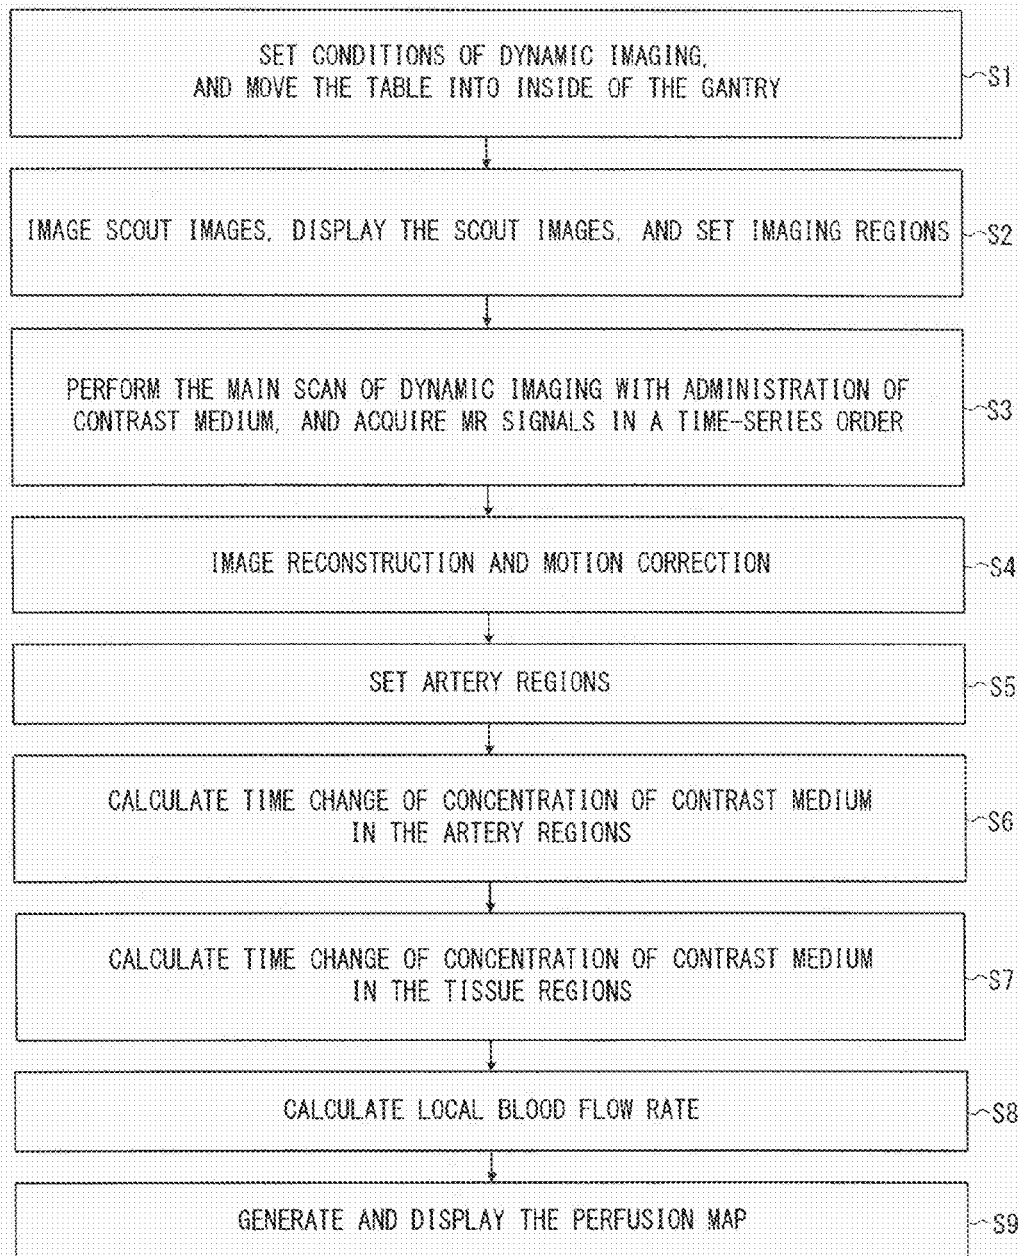 SET CONDITIONS OF DYNAMIC IMAGING,
AND MOVE THE TABLE INTO INSIDE OF THE GANTRY
S1
IMAGE SCOUT IMAGES, DISPLAY THE SCOUT IMAGES, AND SET IMAGING REGIONS
S2
PERFORM THE MAIN SCAN OF DYNAMIC IMAGING WITH ADMINISTRATION OF
CONTRAST MEDIUM, AND ACQUIRE MR SIGNALS IN A TIME-SERIES ORDER
S3
IMAGE RECONSTRUCTION AND MOTION CORRECTION
S4
SET ARTERY REGIONS
S5
CALCULATE TIME CHANGE OF CONCENTRATION OF CONTRAST MEDIUM
IN THE ARTERY REGIONS
S6
CALCULATE TIME CHANGE OF CONCENTRATION OF CONTRAST MEDIUM
IN THE TISSUE REGIONS
S7
CALCULATE LOCAL BLOOD FLOW RATE
S8
GENERATE AND DISPLAY THE PERFUSION MAP
S9